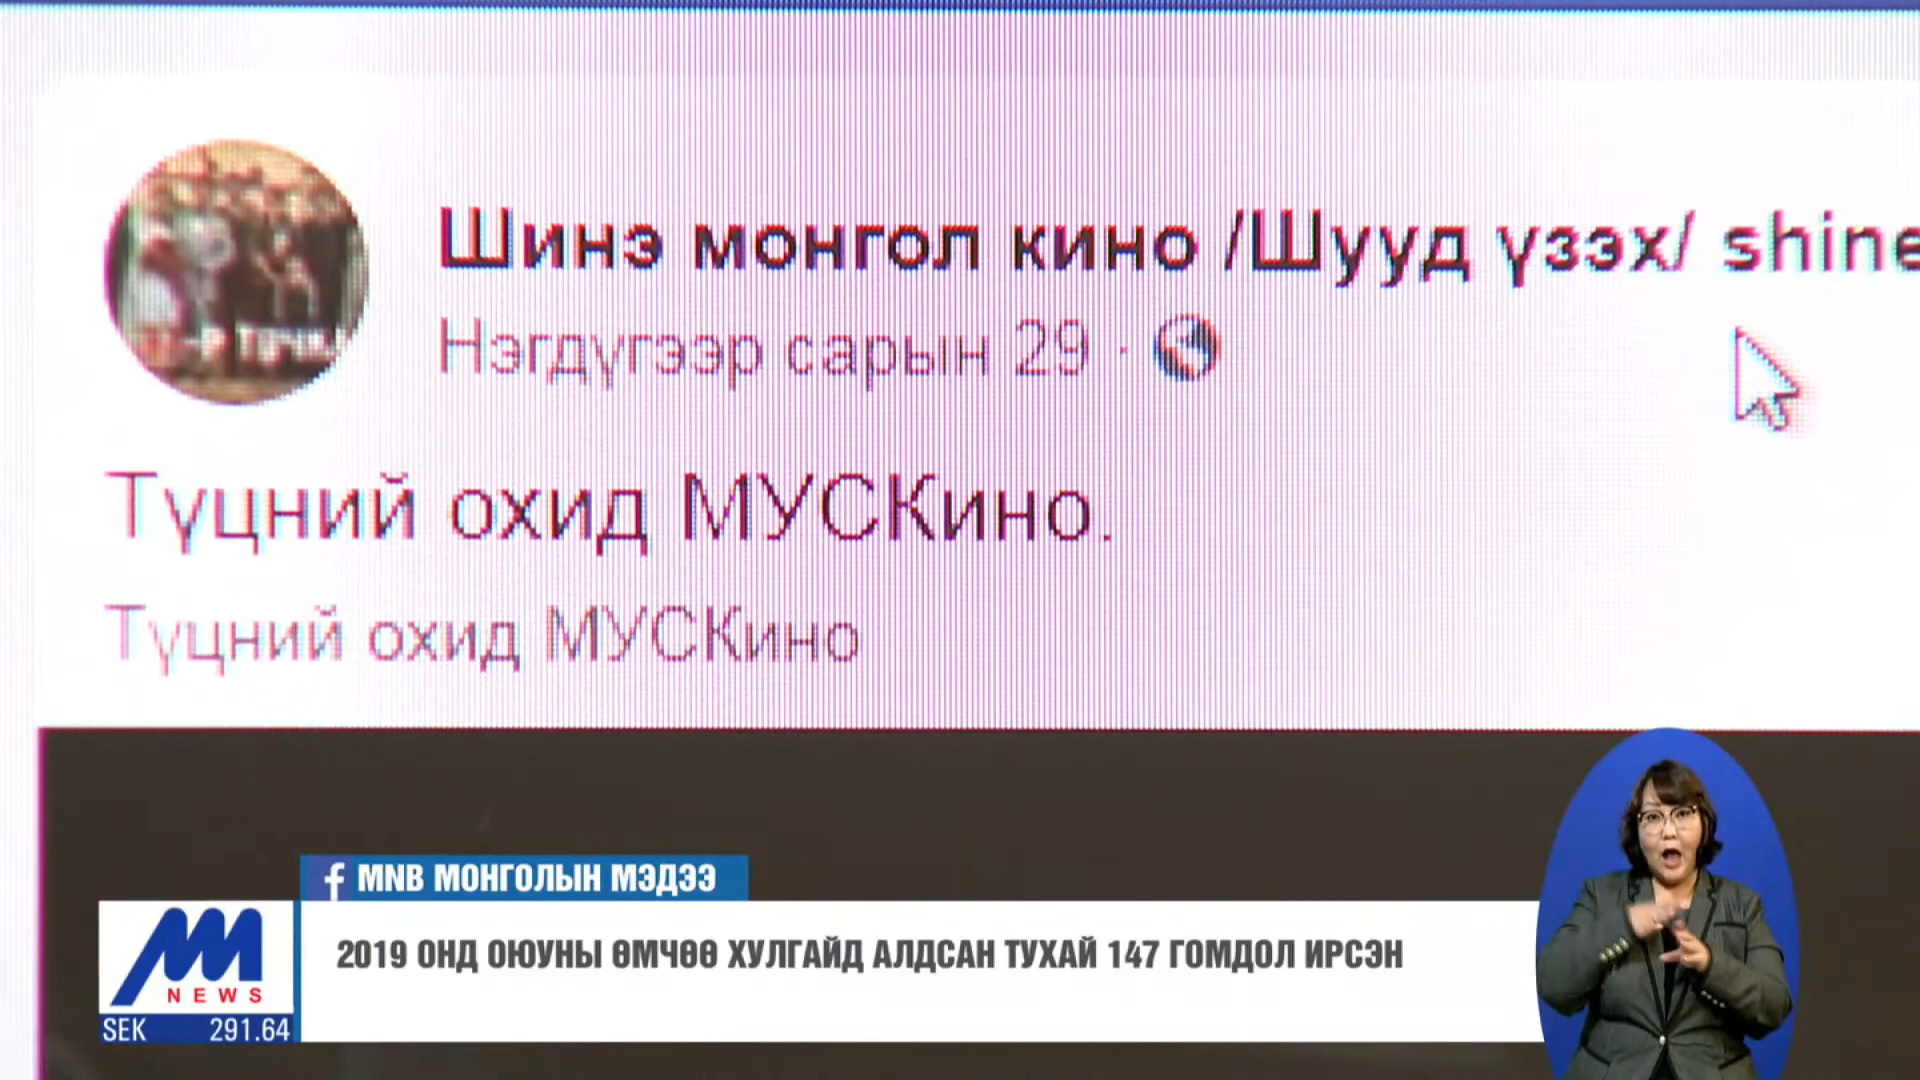 Шинэ монгол кино /Шууд үзэх/ shine
Нэгдүгээр сарын 29 ·
Түцний охид МУСКино.
Түцний охид МУСКино
f MNB МОНГОЛЫН МЭДЭЭ
2019 ОНД ОЮУНЫ ӨМЧӨӨ ХУЛГАЙД АЛДСАН ТУХАЙ 147 ГОМДОЛ ИРСЭН
NEWS
SEK 291.64